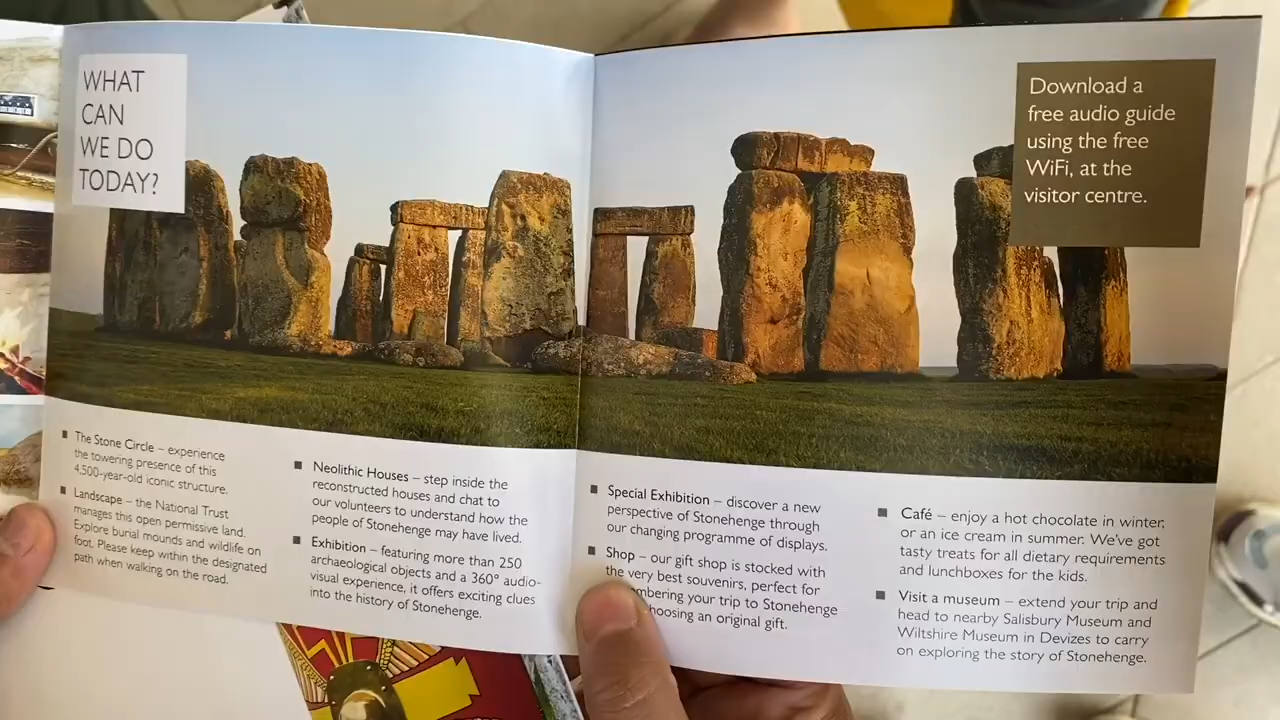 WHAT
CAN
WE DO
TODAY?
Download a
free audio guide
using the free
WiFi, at the
visitor centre.
■ The Stone Circle – experience
the towering presence of this
4,500-year-old iconic structure.
■ Landscape – the National Trust
manages this open permissive land.
Explore burial mounds and wildlife on
foot. Please keep within the designated
path when walking on the road.
■ Neolithic Houses – step inside the
reconstructed houses and chat to
our volunteers to understand how the
people of Stonehenge may have lived.
■ Exhibition – featuring more than 250
archaeological objects and a 360° audio-
visual experience, it offers exciting clues
into the history of Stonehenge.
■ Special Exhibition – discover a new
perspective of Stonehenge through
our changing programme of displays.
■ Shop – our gift shop is stocked with
the very best souvenirs, perfect for
your trip to Stonehenge
an original gift.
■ Café – enjoy a hot chocolate in winter,
or an ice cream in summer. We've got
tasty treats for all dietary requirements
and lunchboxes for the kids.
■ Visit a museum – extend your trip and
head to nearby Salisbury Museum and
Wiltshire Museum in Devizes to carry
on exploring the story of Stonehenge.